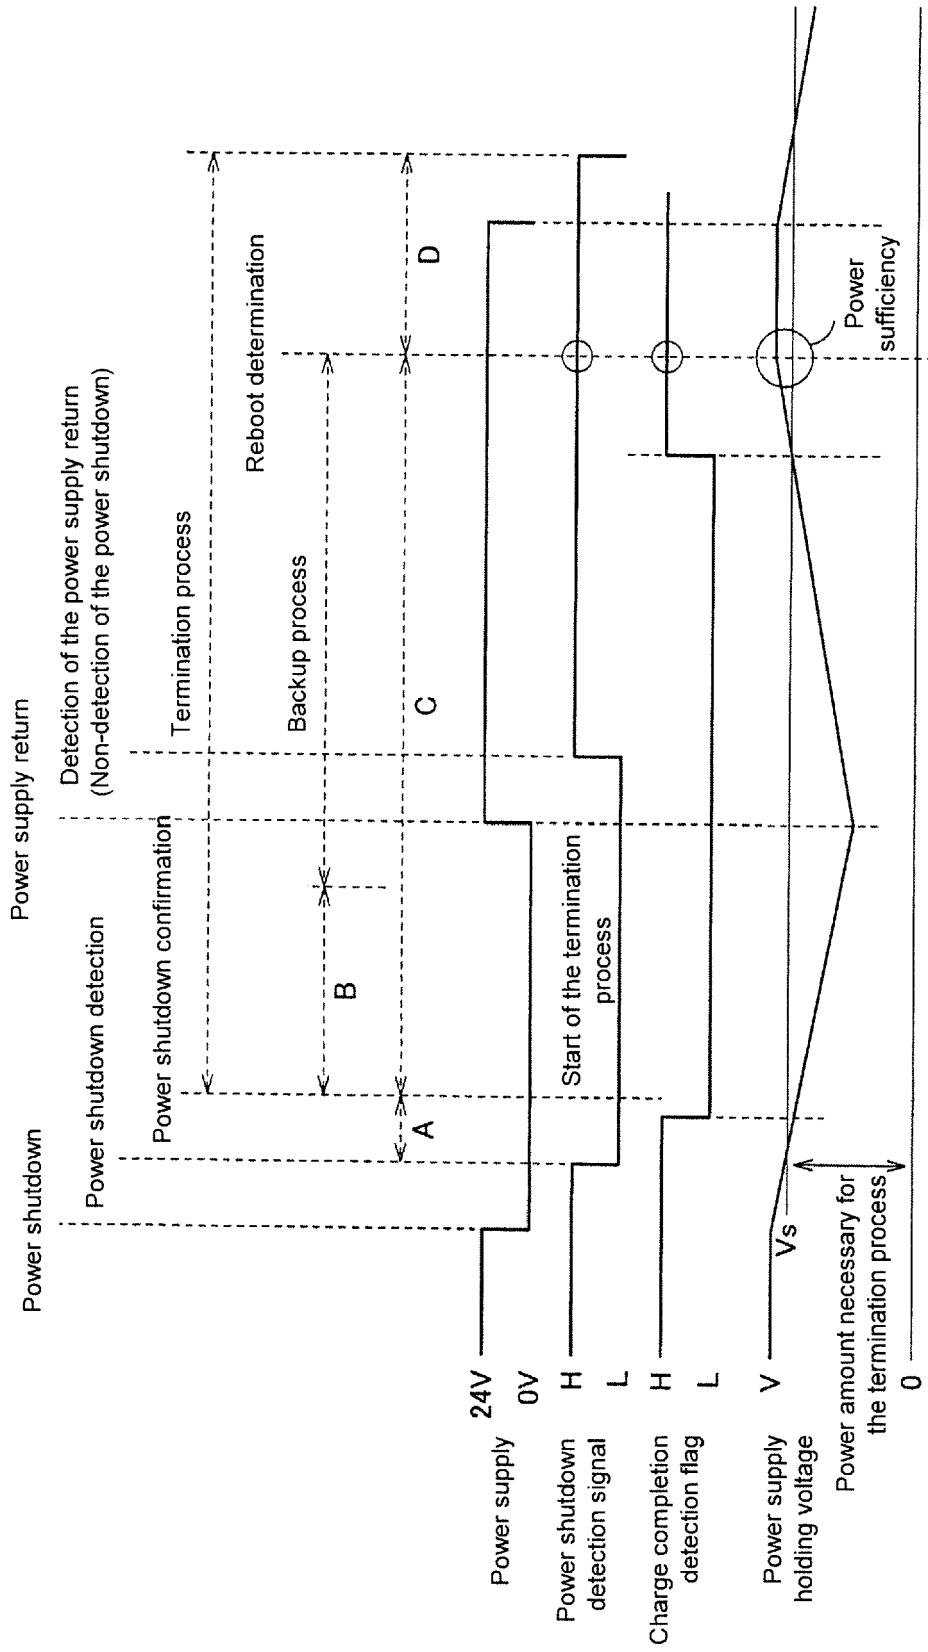 Power shutdown
Power supply return
Power shutdown detection
Detection of the power supply return
(Non-detection of the power shutdown)
Power shutdown confirmation
Termination process
Reboot determination
Backup process
B
A
C
D
Power supply
24V
0V
Start of the termination
process
Power shutdown
detection signal
H
L
Charge completion
detection flag
H
L
Power supply
holding voltage
V
Vs
Power
sufficiency
Power amount necessary for
the termination process
0